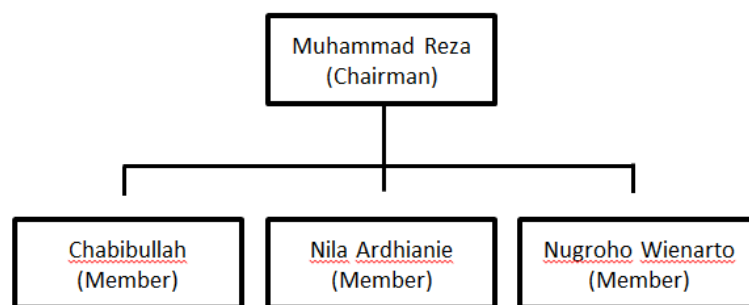 Muhammad Reza
(Chairman)
Chabibullah
(Member)
Nila Ardhianie
(Member)
Nugroho Wienarto
(Member)